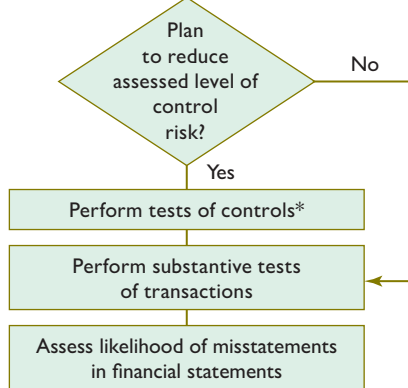 Plan
to reduce
assessed level of
control
risk?
No
Yes
Perform tests of controls*
Perform substantive tests
of transactions
Assess likelihood of misstatements
in financial statements